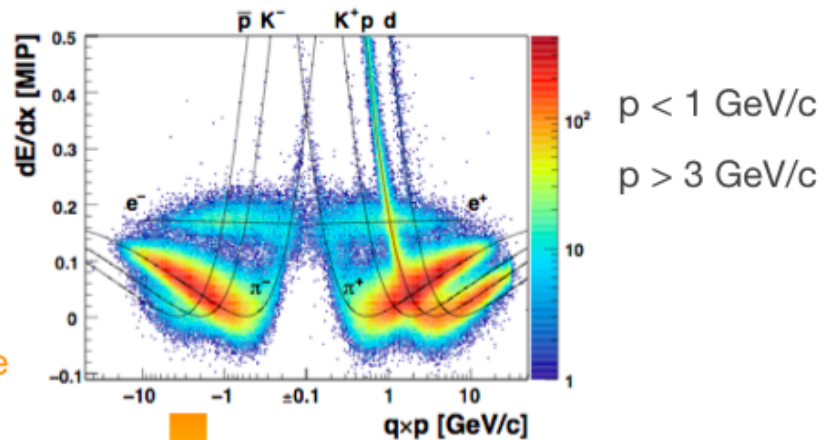 p̅ K⁻ K⁺ p d
dE/dx [MIP]
0.5
0.4
0.3
0.2
0.1
0
−0.1
e⁻
e⁺
π⁻
π⁺
−10 −1 ±0.1 1 10
q×p [GeV/c]
10²
10
1
p < 1 GeV/c
p > 3 GeV/c
e